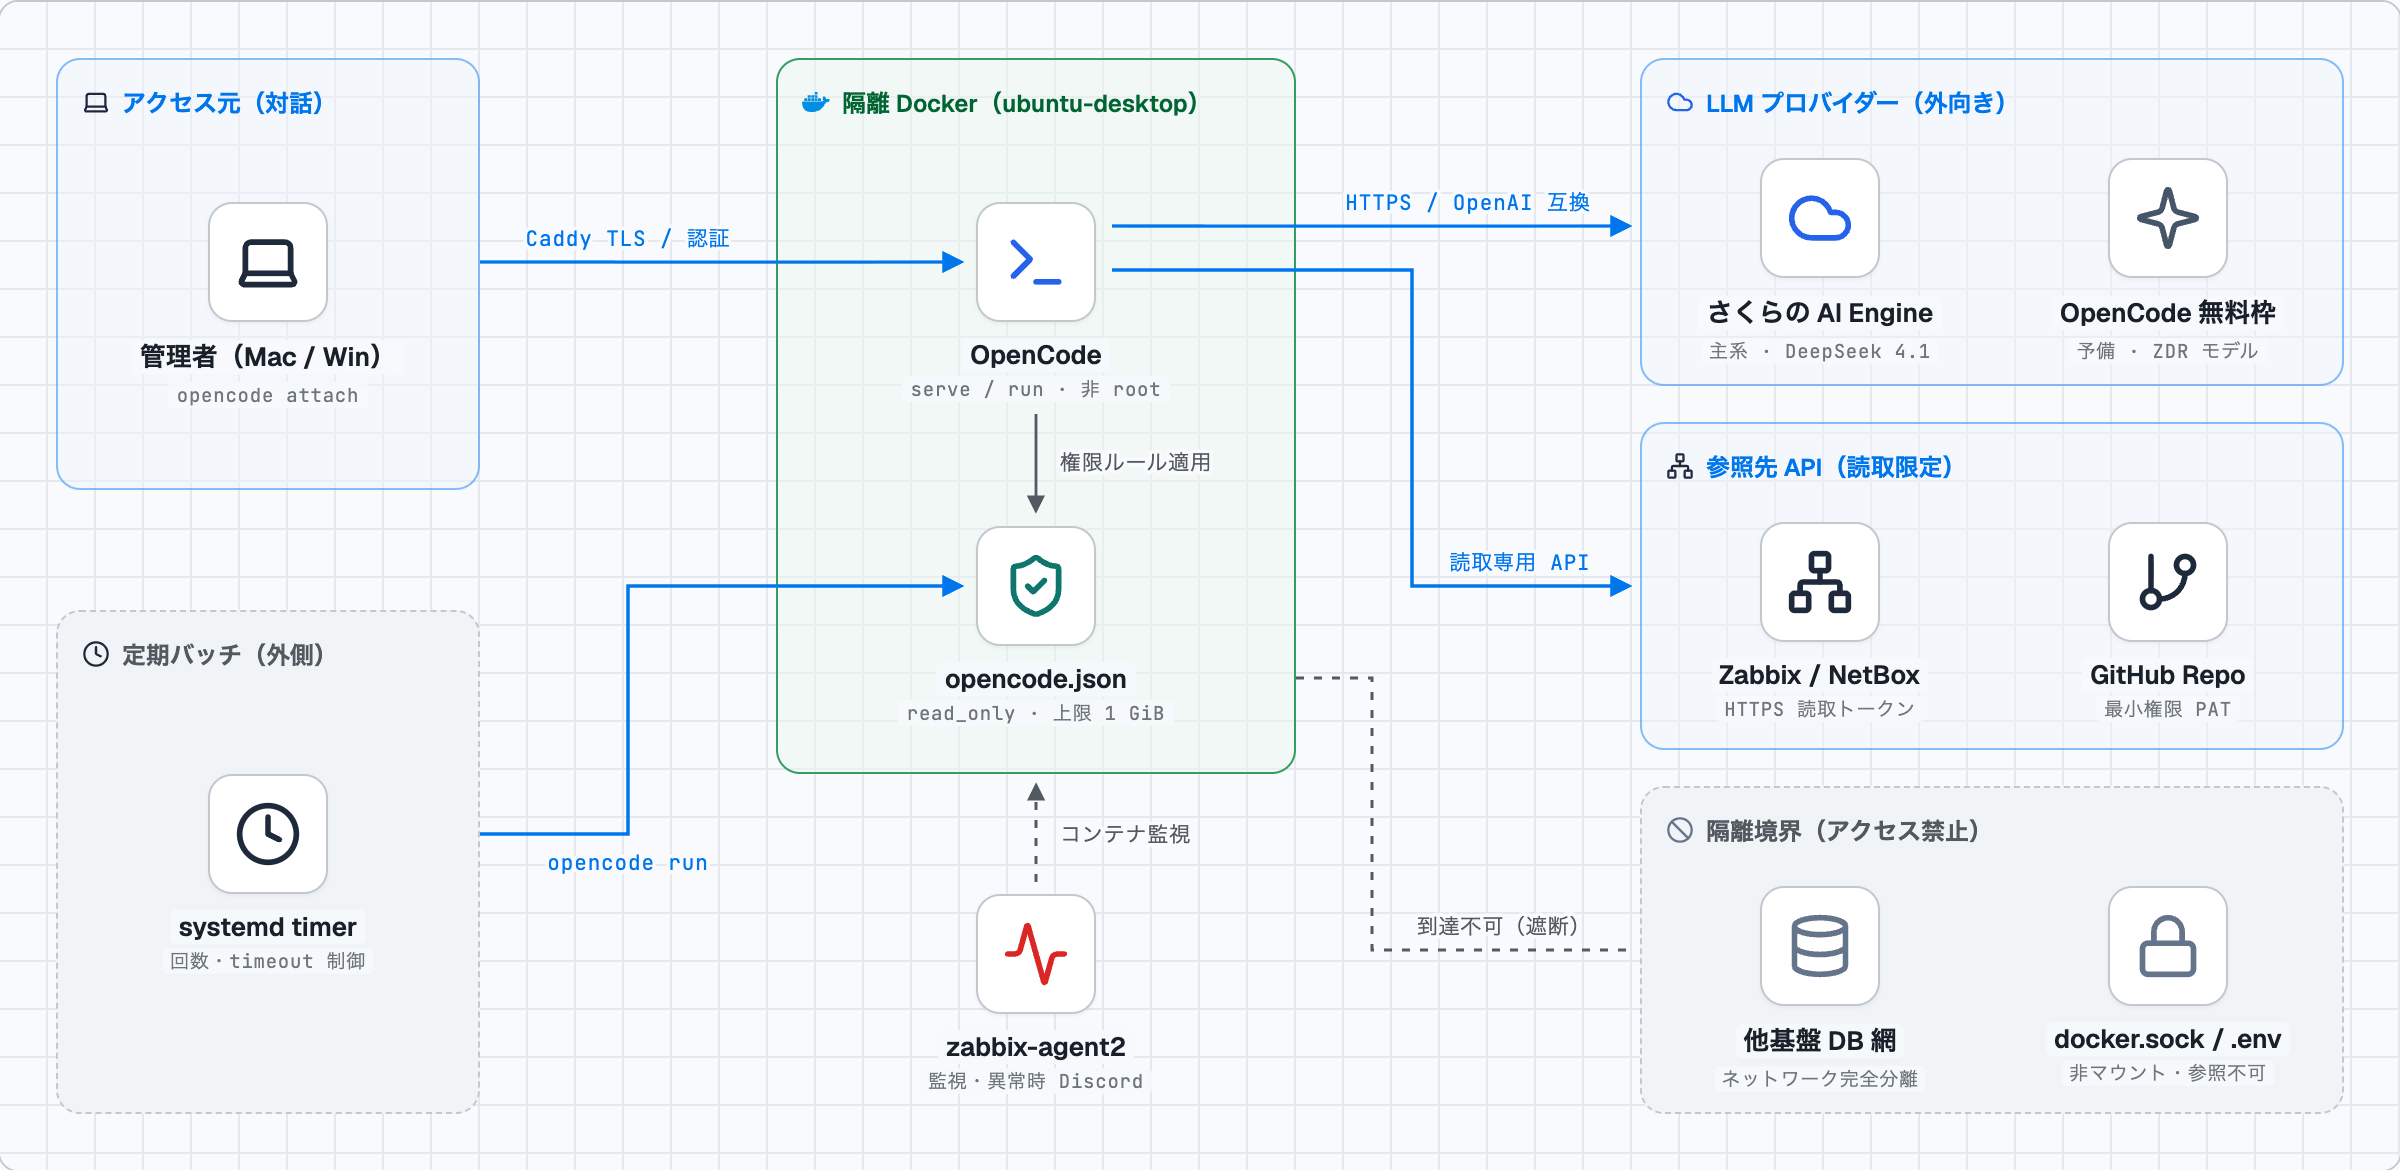 アクセス元（対話）
管理者（Mac / Win）
opencode attach
Caddy TLS / 認証
定期バッチ（外側）
systemd timer
回数・timeout 制御
opencode run
隔離 Docker（ubuntu-desktop）
OpenCode
serve / run · 非 root
権限ルール適用
opencode.json
read_only · 上限 1 GiB
コンテナ監視
zabbix-agent2
監視・異常時 Discord
HTTPS / OpenAI 互換
読取専用 API
到達不可（遮断）
LLM プロバイダー（外向き）
さくらの AI Engine
主系 · DeepSeek 4.1
OpenCode 無料枠
予備 · ZDR モデル
参照先 API（読取限定）
Zabbix / NetBox
HTTPS 読取トークン
GitHub Repo
最小権限 PAT
隔離境界（アクセス禁止）
他基盤 DB 網
ネットワーク完全分離
docker.sock / .env
非マウント・参照不可